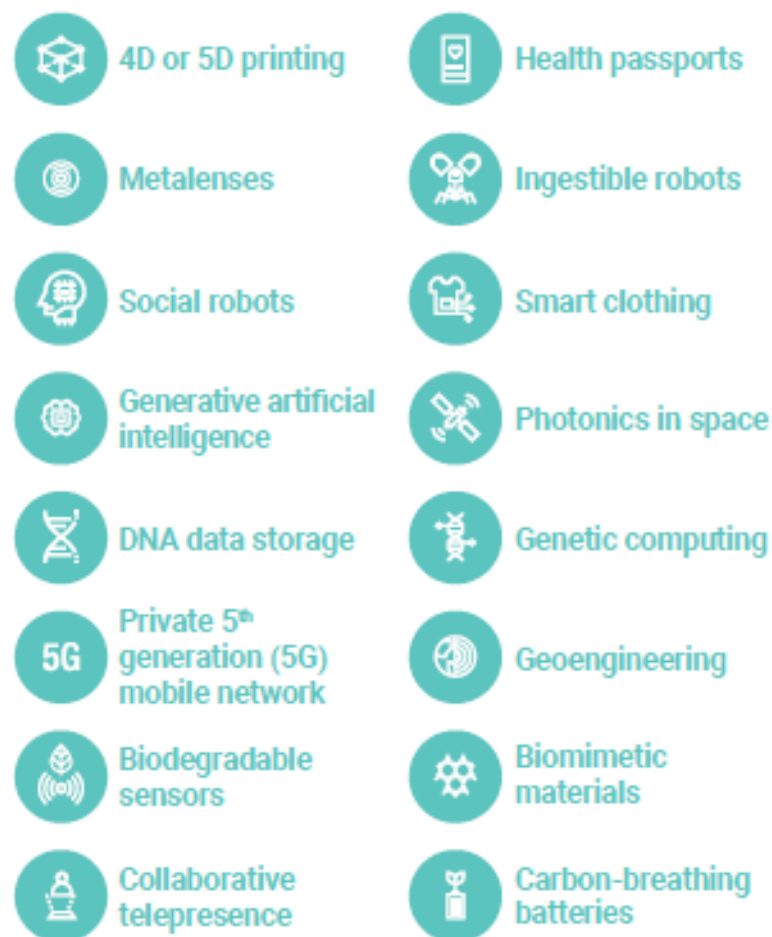 4D or 5D printing
Health passports
Metalenses
Ingestible robots
Social robots
Smart clothing
Generative artificial
intelligence
Photonics in space
DNA data storage
Genetic computing
5G
Private 5th
generation (5G)
mobile network
Geoengineering
Biodegradable
sensors
Biomimetic
materials
Collaborative
telepresence
Carbon-breathing
batteries